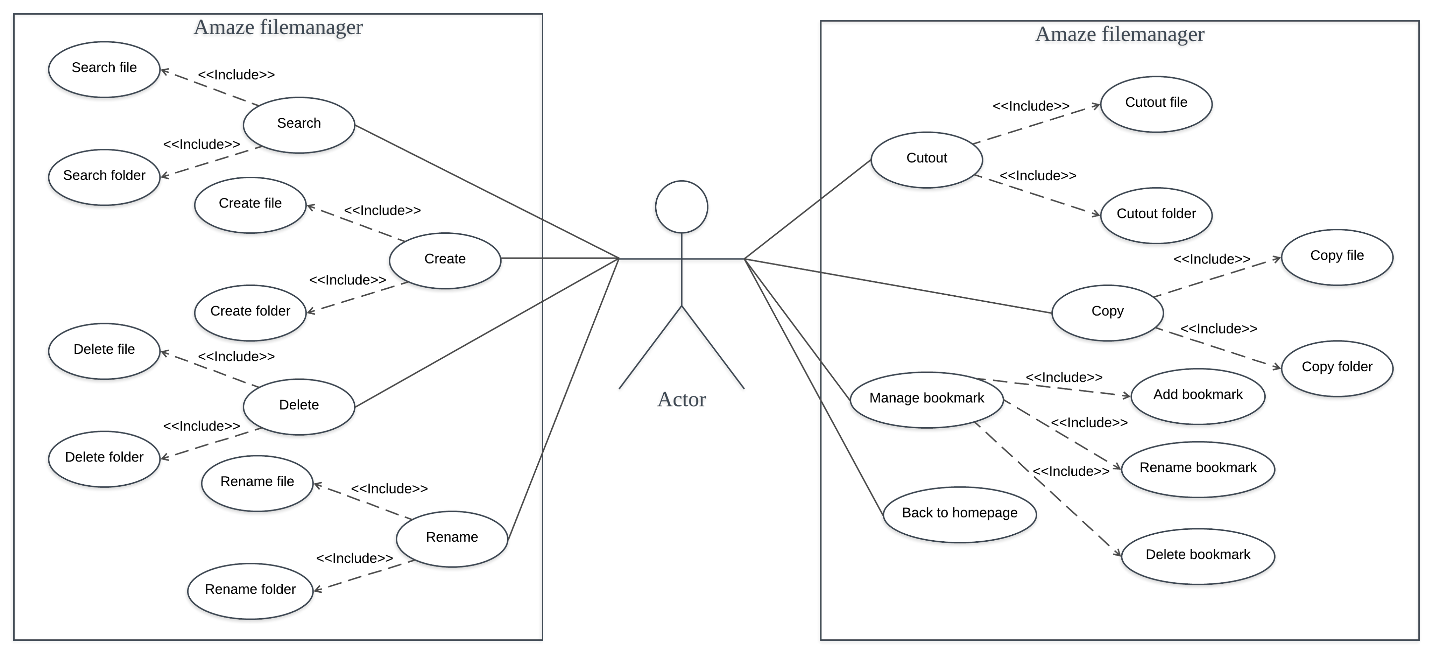 Amaze filemanager
Search file
<<Include>>
Search
<<Include>>
Search folder
Create file
<<Include>>
Create
<<Include>>
Create folder
Delete file
<<Include>>
Delete
<<Include>>
Delete folder
Rename file
<<Include>>
Rename
<<Include>>
Rename folder
Actor
Amaze filemanager
Cutout file
<<Include>>
Cutout
<<Include>>
Cutout folder
Copy file
<<Include>>
Copy
<<Include>>
Copy folder
<<Include>>
Manage bookmark
Add bookmark
<<Include>>
Rename bookmark
<<Include>>
Back to homepage
Delete bookmark